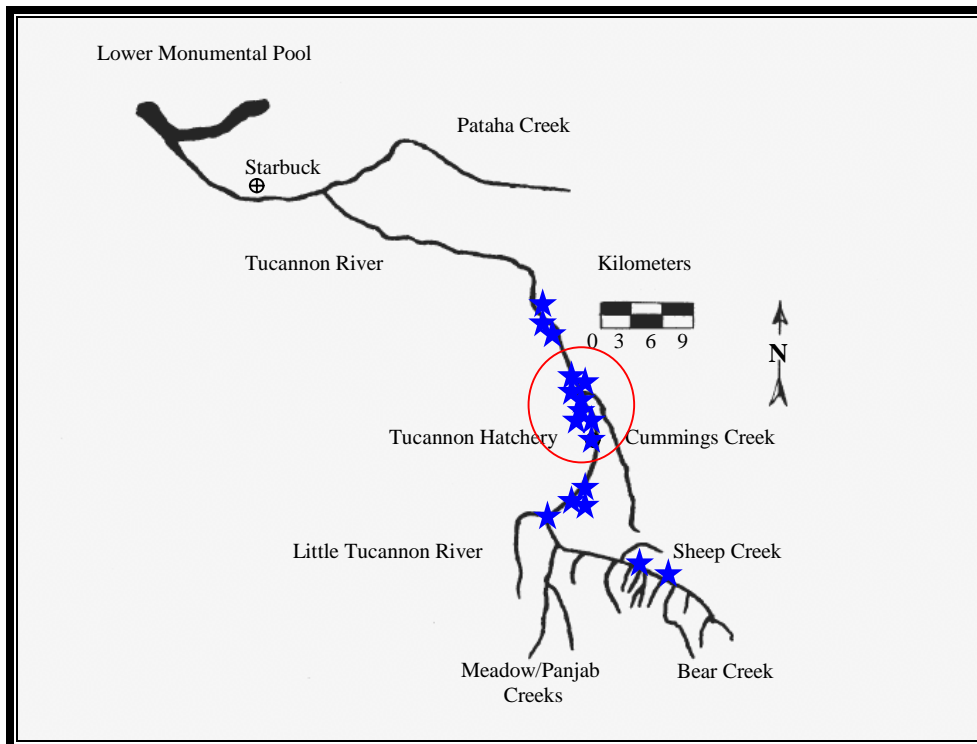 Lower Monumental Pool
Pataha Creek
Starbuck
Tucannon River
Kilometers
0 3 6 9
N
Tucannon Hatchery
Cummings Creek
Little Tucannon River
Sheep Creek
Meadow/Panjab
Creeks
Bear Creek